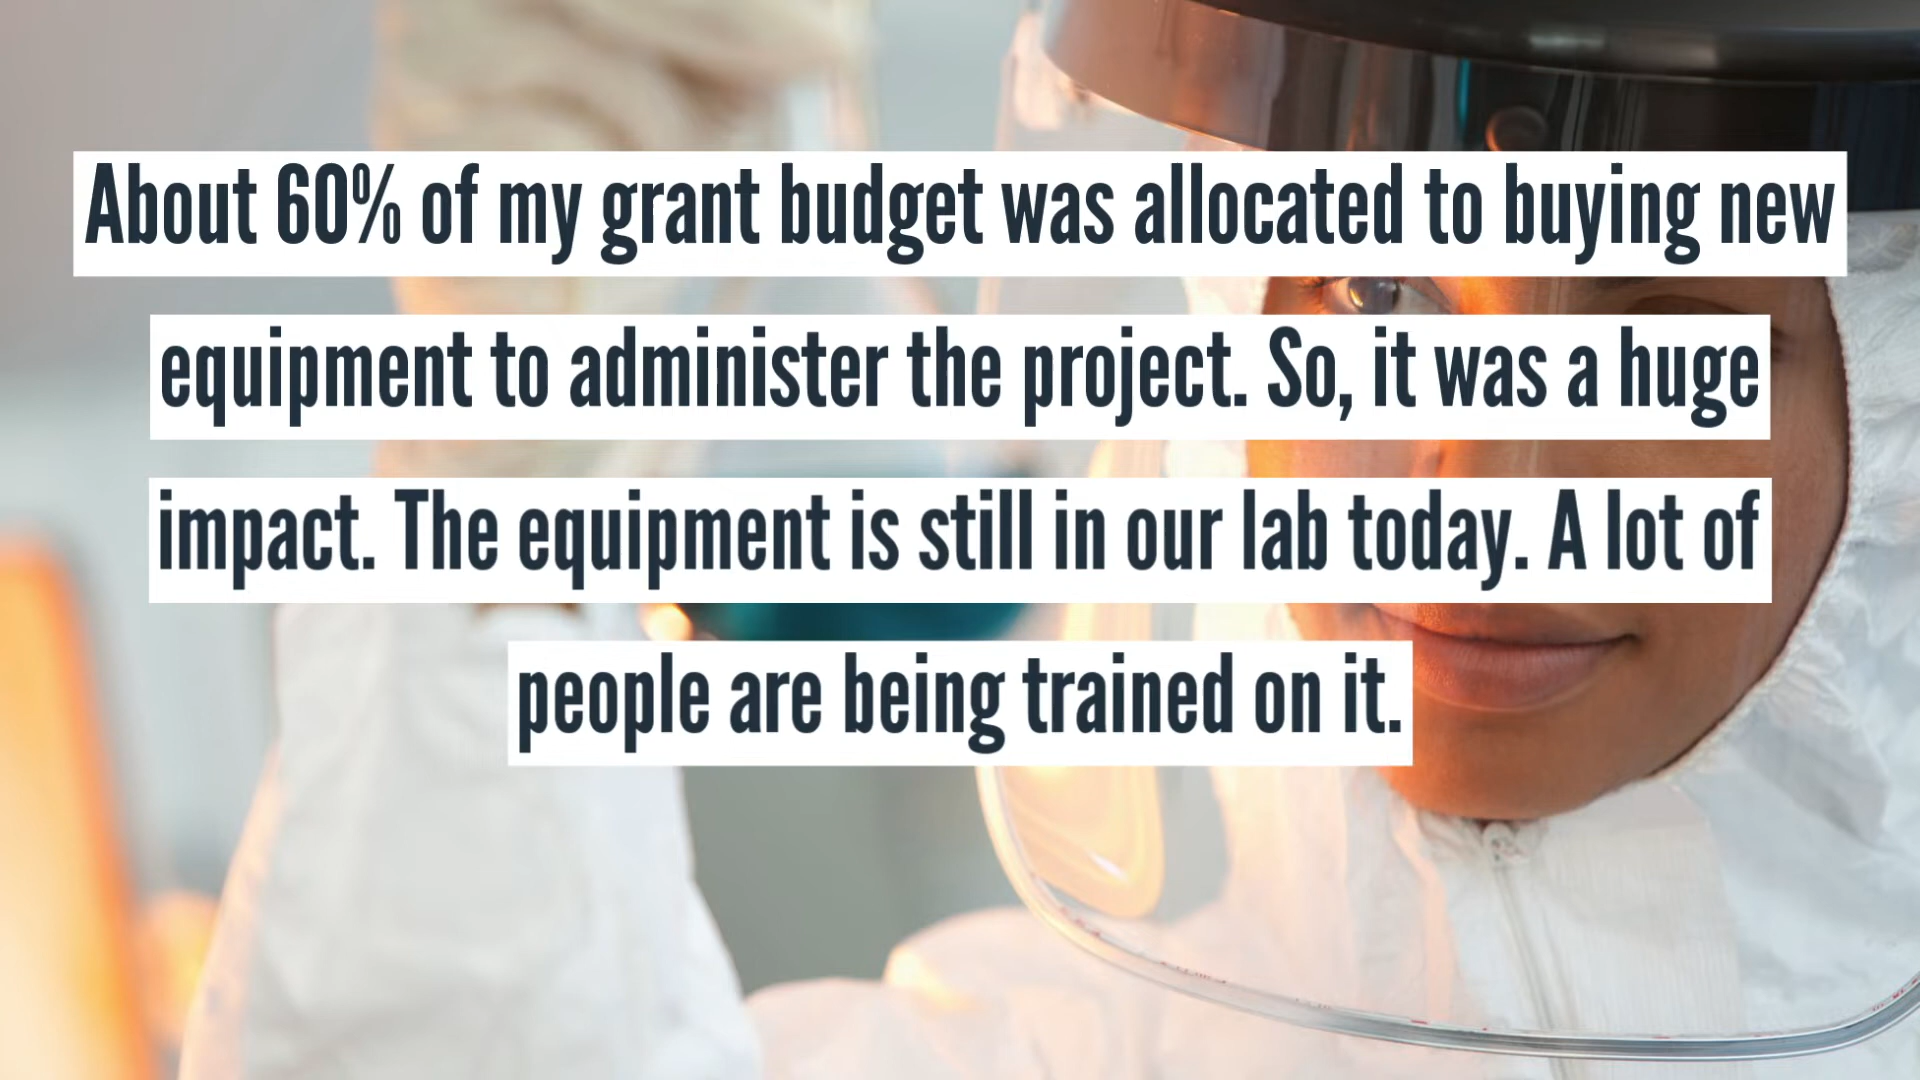 About 60% of my grant budget was allocated to buying new
equipment to administer the project. So, it was a huge
impact. The equipment is still in our lab today. A lot of
people are being trained on it.